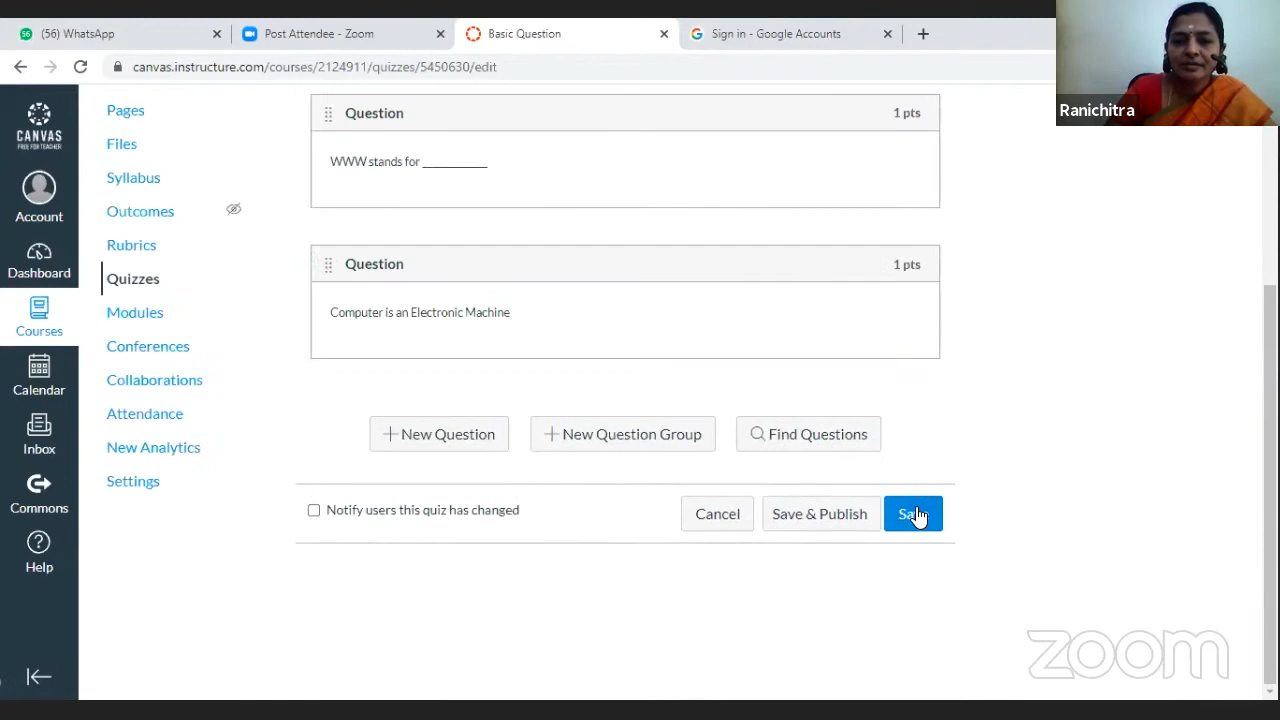 (56) WhatsApp
Post Attendee - Zoom
Basic Question
Sign in - Google Accounts
canvas.instructure.com/courses/2124911/quizzes/5450630/edit
Ranichitra
CANVAS
FREE FOR TEACHER
Account
Dashboard
Courses
Calendar
Inbox
Commons
Help
Pages
Files
Syllabus
Outcomes
Rubrics
Quizzes
Modules
Conferences
Collaborations
Attendance
New Analytics
Settings
Question 1 pts
WWW stands for ____________
Question 1 pts
Computer is an Electronic Machine
New Question
New Question Group
Find Questions
Notify users this quiz has changed
Cancel
Save & Publish
zoom